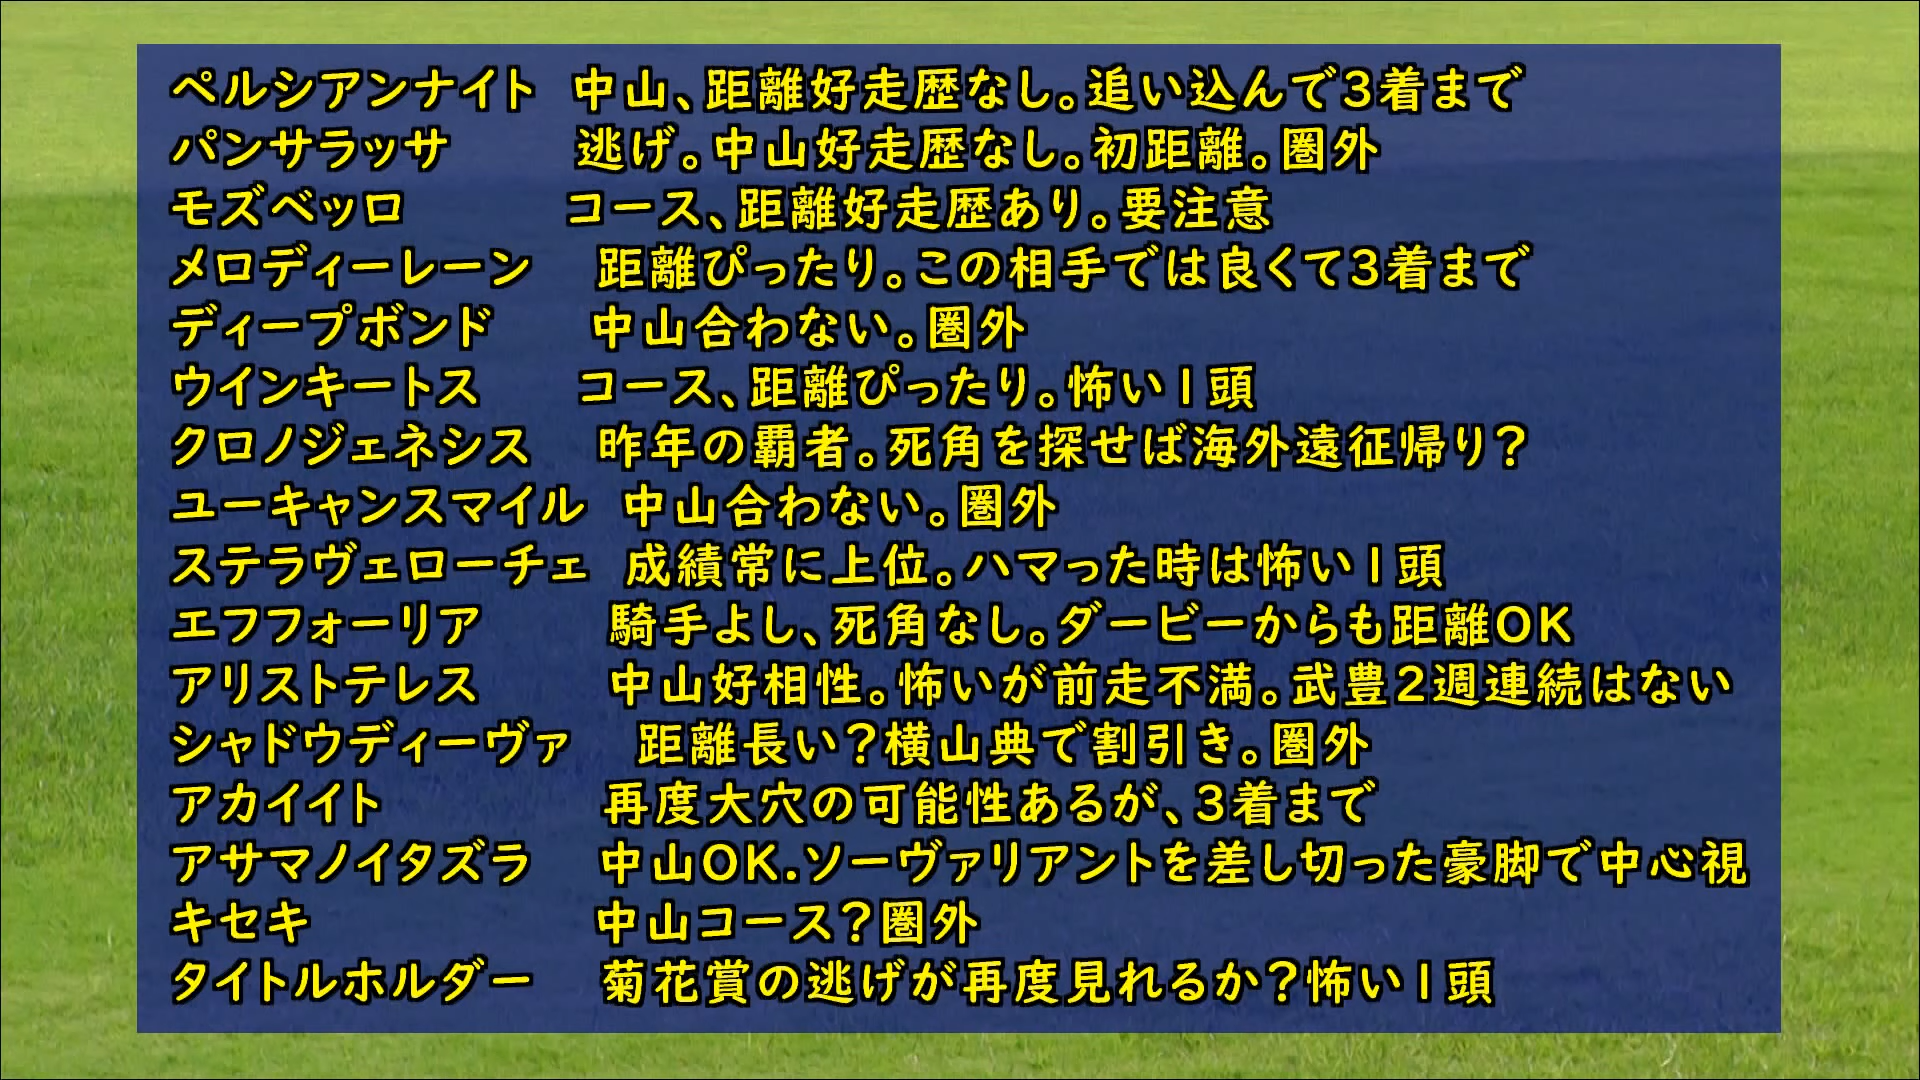 ペルシアンナイト 中山、距離好走歴なし。追い込んで3着まで
パンサラッサ 逃げ。中山好走歴なし。初距離。圏外
モズベッロ コース、距離好走歴あり。要注意
メロディーレーン 距離ぴったり。この相手では良くて3着まで
ディープボンド 中山合わない。圏外
ウインキートス コース、距離ぴったり。怖い1頭
クロノジェネシス 昨年の覇者。死角を探せば海外遠征帰り?
ユーキャンスマイル 中山合わない。圏外
ステラヴェローチェ 成績常に上位。ハマった時は怖い1頭
エフフォーリア 騎手よし、死角なし。ダービーからも距離OK
アリストテレス 中山好相性。怖いが前走不満。武豊2週連続はない
シャドウディーヴァ 距離長い?横山典で割引き。圏外
アカイイト 再度大穴の可能性あるが、3着まで
アサマノイタズラ 中山OK.ソーヴァリアントを差し切った豪脚で中心視
キセキ 中山コース?圏外
タイトルホルダー 菊花賞の逃げが再度見れるか?怖い1頭